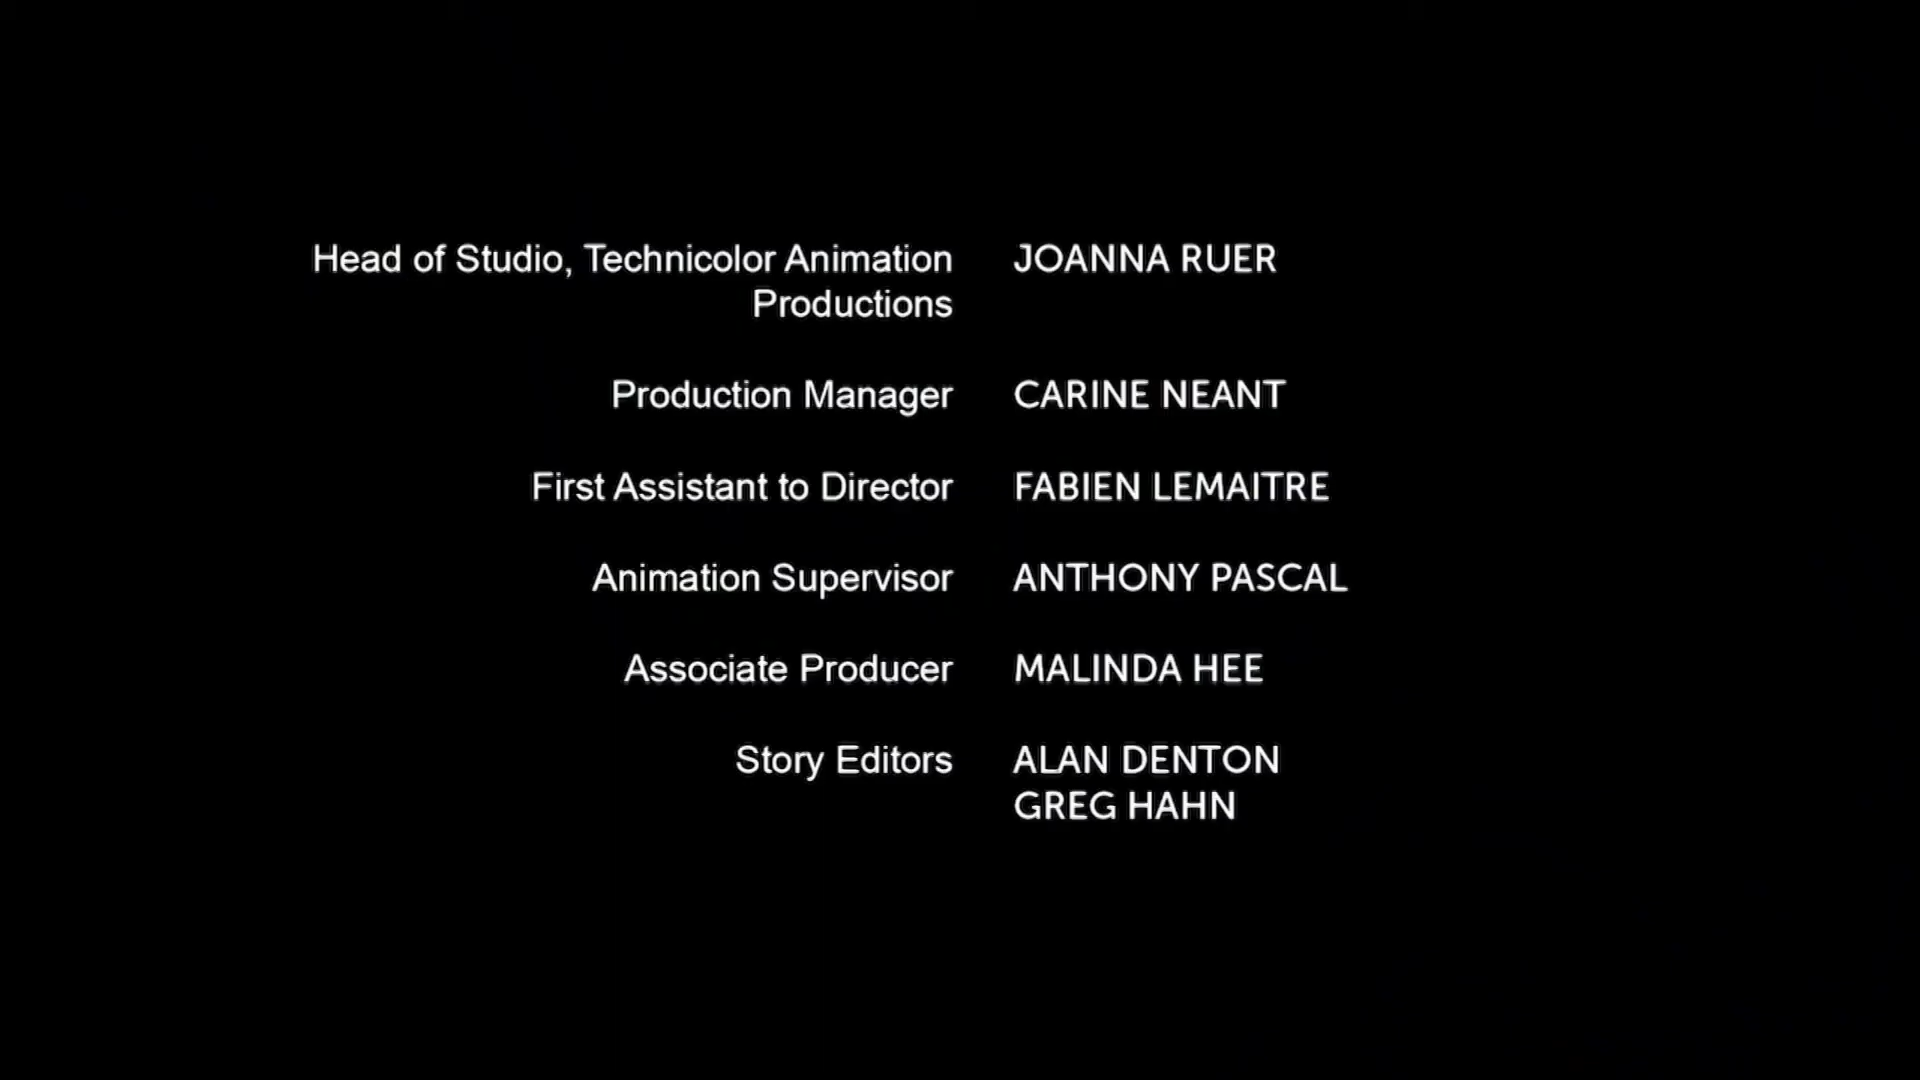 Head of Studio, Technicolor Animation Productions JOANNA RUER
Production Manager CARINE NEANT
First Assistant to Director FABIEN LEMAITRE
Animation Supervisor ANTHONY PASCAL
Associate Producer MALINDA HEE
Story Editors ALAN DENTON
GREG HAHN